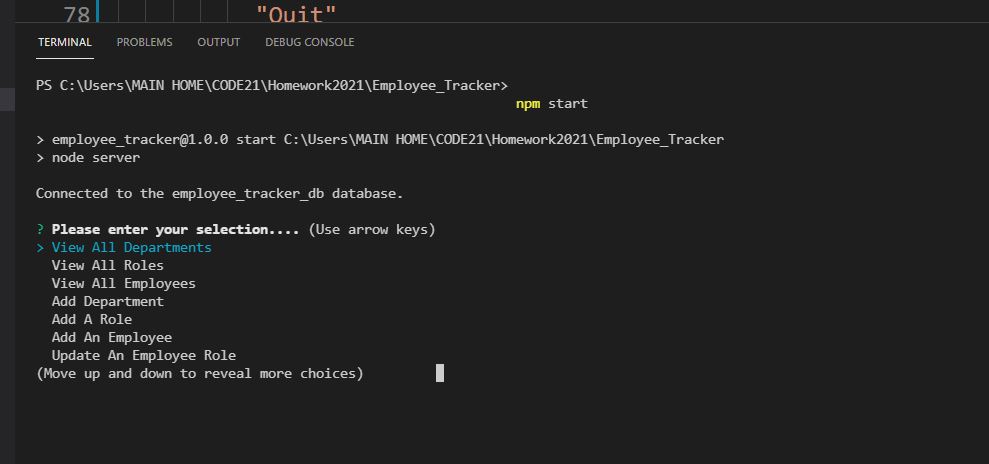 78 "Quit"
TERMINAL PROBLEMS OUTPUT DEBUG CONSOLE
PS C:\Users\MAIN HOME\CODE21\Homework2021\Employee_Tracker>
npm start
> employee_tracker@1.0.0 start C:\Users\MAIN HOME\CODE21\Homework2021\Employee_Tracker
> node server
Connected to the employee_tracker_db database.
? Please enter your selection.... (Use arrow keys)
> View All Departments
View All Roles
View All Employees
Add Department
Add A Role
Add An Employee
Update An Employee Role
(Move up and down to reveal more choices)